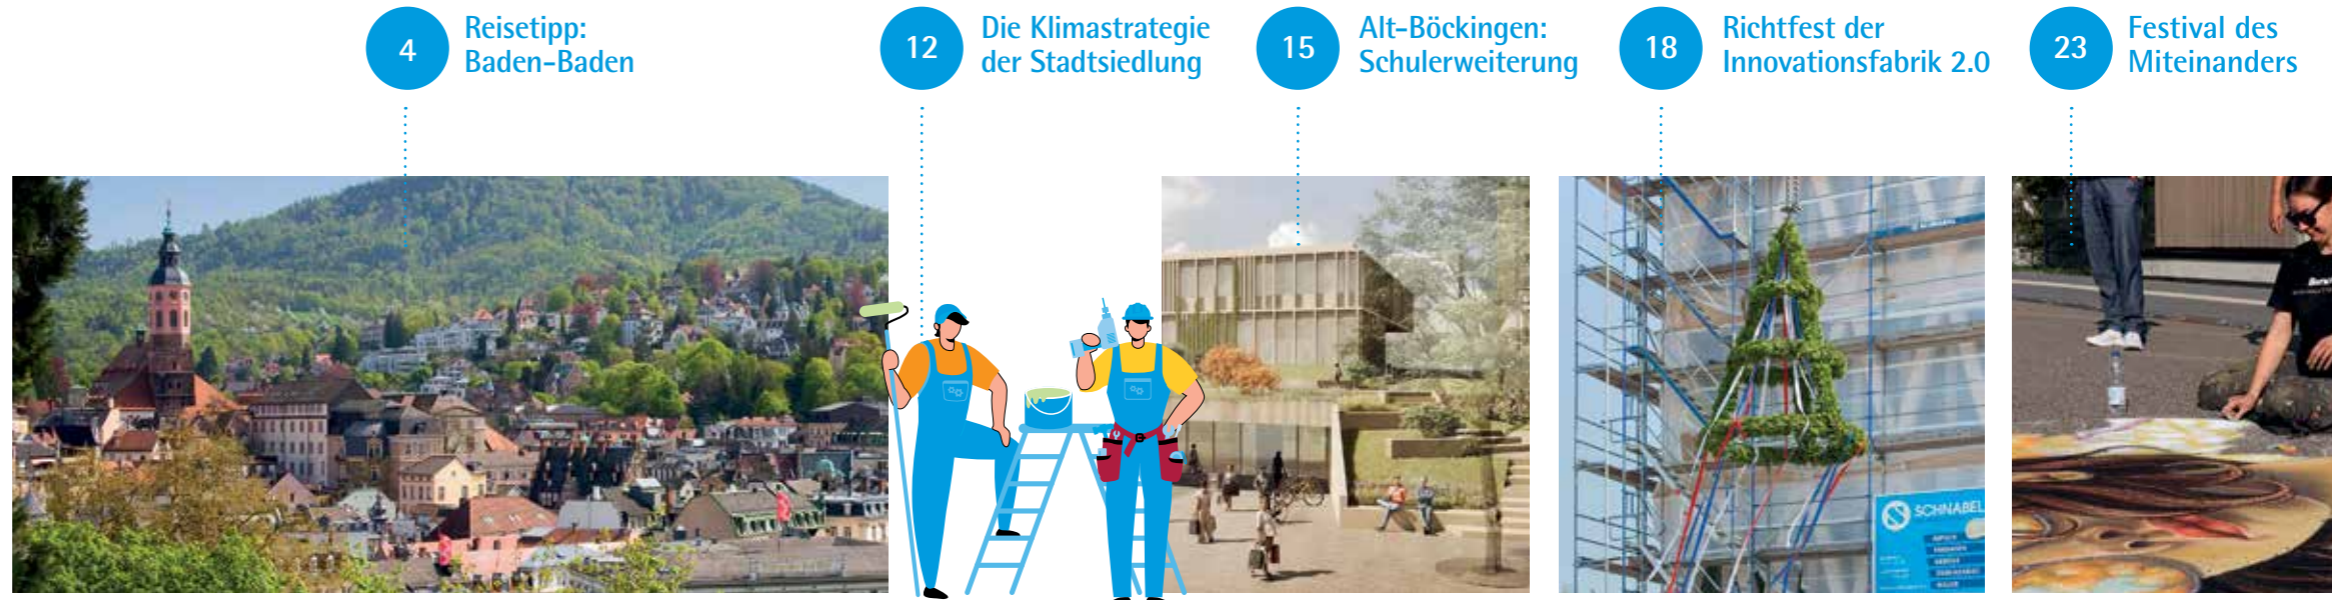 4
Reisetipp:
Baden-Baden
12
Die Klimastrategie
der Stadtsiedlung
15
Alt-Böckingen:
Schulerweiterung
18
Richtfest der
Innovationsfabrik 2.0
23
Festival des
Miteinanders
SCHNABEL